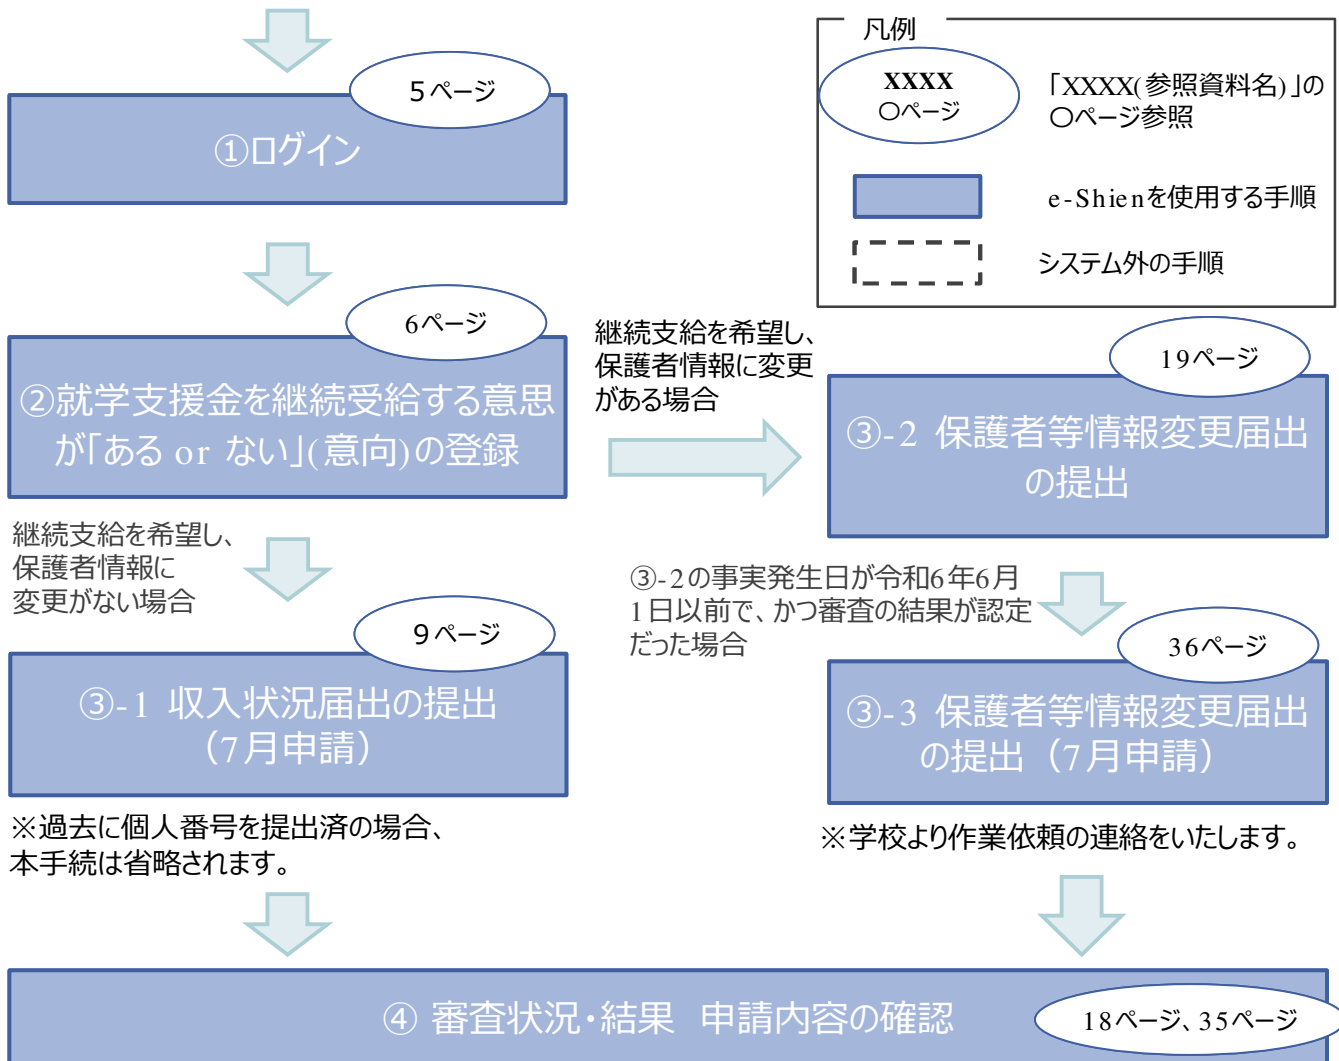 凡例
XXXX
〇ページ
「XXXX(参照資料名)」の
〇ページ参照
e-Shienを使用する手順
システム外の手順
5ページ
①ログイン
6ページ
②就学支援金を継続受給する意思
が「ある or ない」(意向)の登録
継続支給を希望し、
保護者情報に変更
がある場合
19ページ
③-2 保護者等情報変更届出
の提出
継続支給を希望し、
保護者情報に
変更がない場合
③-2の事実発生日が令和6年6月
1日以前で、かつ審査の結果が認定
だった場合
9ページ
③-1 収入状況届出の提出
（7月申請）
36ページ
③-3 保護者等情報変更届出
の提出（7月申請）
※過去に個人番号を提出済の場合、
本手続は省略されます。
※学校より作業依頼の連絡をいたします。
④ 審査状況・結果 申請内容の確認
18ページ、35ページ